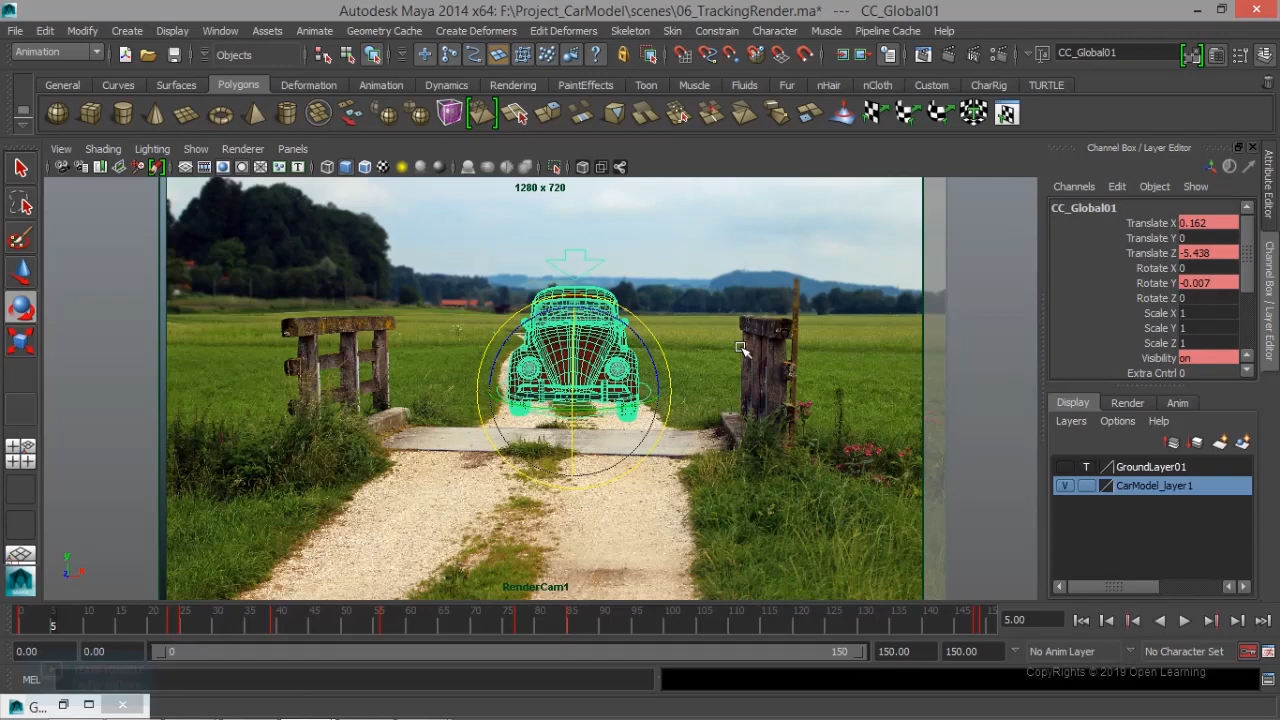 Autodesk Maya 2014 x64: F:\Project_CarModel\scenes\06_TrackingRender.ma*   ---   CC_Global01
File Edit Modify Create Display Window Assets Animate Geometry Cache Create Deformers Edit Deformers Skeleton Skin Constrain Character Muscle Pipeline Cache Help
Animation Objects CC_Global01
General Curves Surfaces Polygons Deformation Animation Dynamics Rendering PaintEffects Toon Muscle Fluids Fur nHair nCloth Custom CharRig TURTLE
View Shading Lighting Show Renderer Panels
Channel Box / Layer Editor
1280 x 720
Channels Edit Object Show
CC_Global01
Translate X 0.162
Translate Y 0
Translate Z -5.438
Rotate X 0
Rotate Y -0.007
Rotate Z 0
Scale X 1
Scale Y 1
Scale Z 1
Visibility on
Extra Cntrl 0
Display Render Anim
Layers Options Help
T GroundLayer01
V CarModel_layer1
Attribute Editor
Channel Box / Layer Editor
y
z x
RenderCam1
0 5 10 15 20 25 30 35 40 45 50 55 60 65 70 75 80 85 90 95 100 105 110 115 120 125 130 135 140 145 15
5
5.00
0.00 0.00 0 150 150.00 150.00 No Anim Layer No Character Set
MEL
CopyRights © 2019 Open Learning
G...